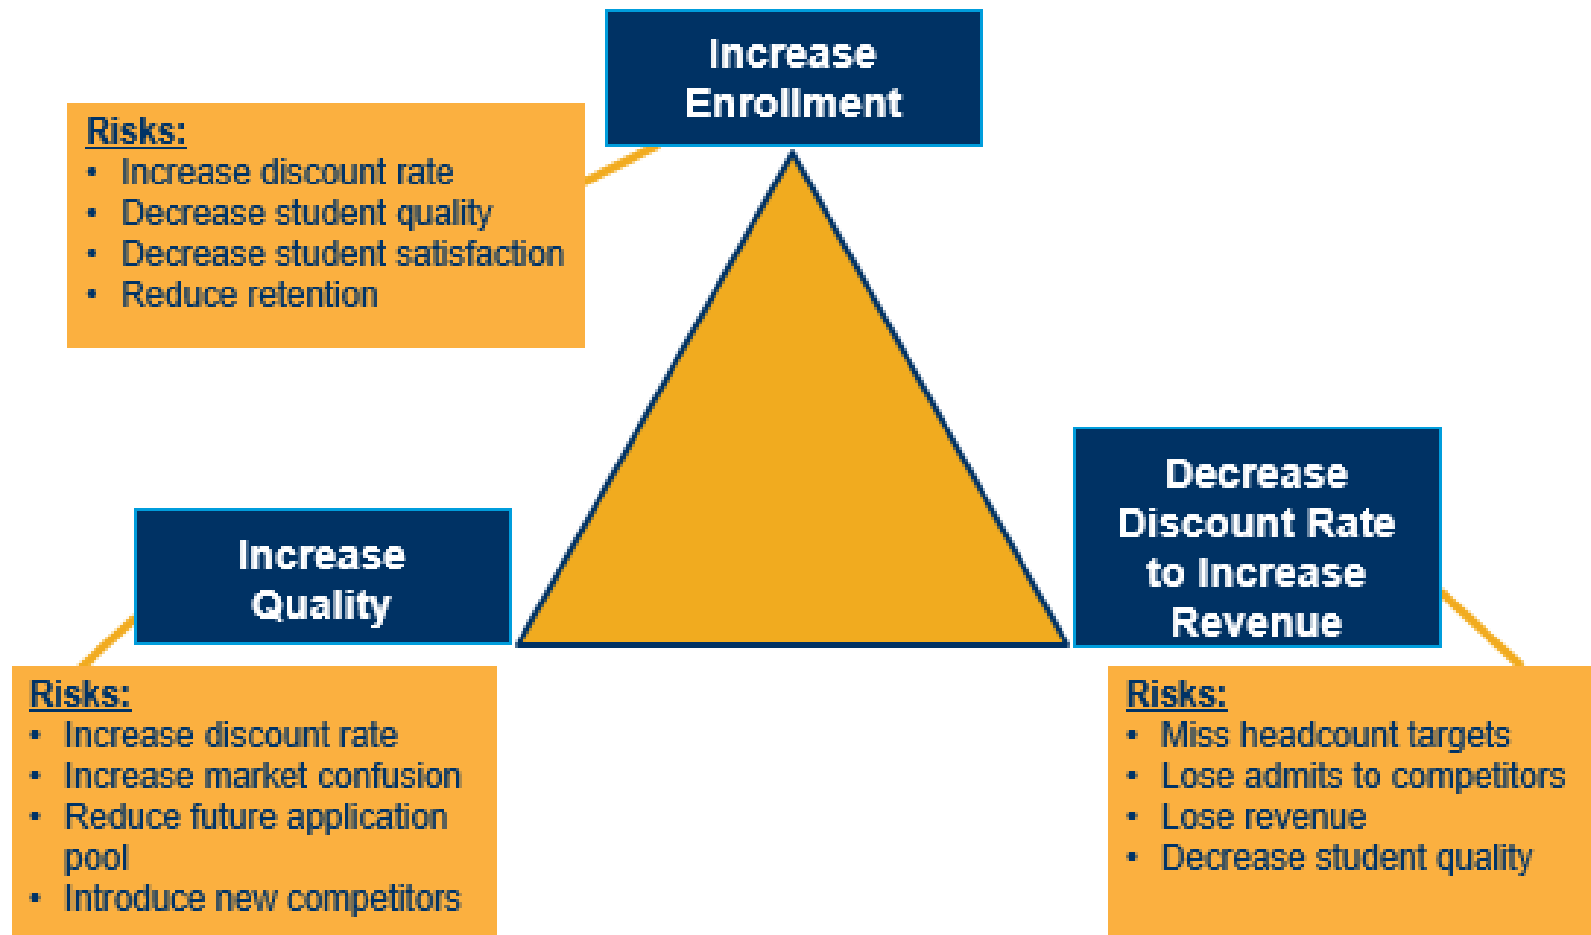 Increase
Enrollment
Risks:
• Increase discount rate
• Decrease student quality
• Decrease student satisfaction
• Reduce retention
Increase
Quality
Risks:
• Increase discount rate
• Increase market confusion
• Reduce future application
pool
• Introduce new competitors
Decrease
Discount Rate
to Increase
Revenue
Risks:
• Miss headcount targets
• Lose admits to competitors
• Lose revenue
• Decrease student quality